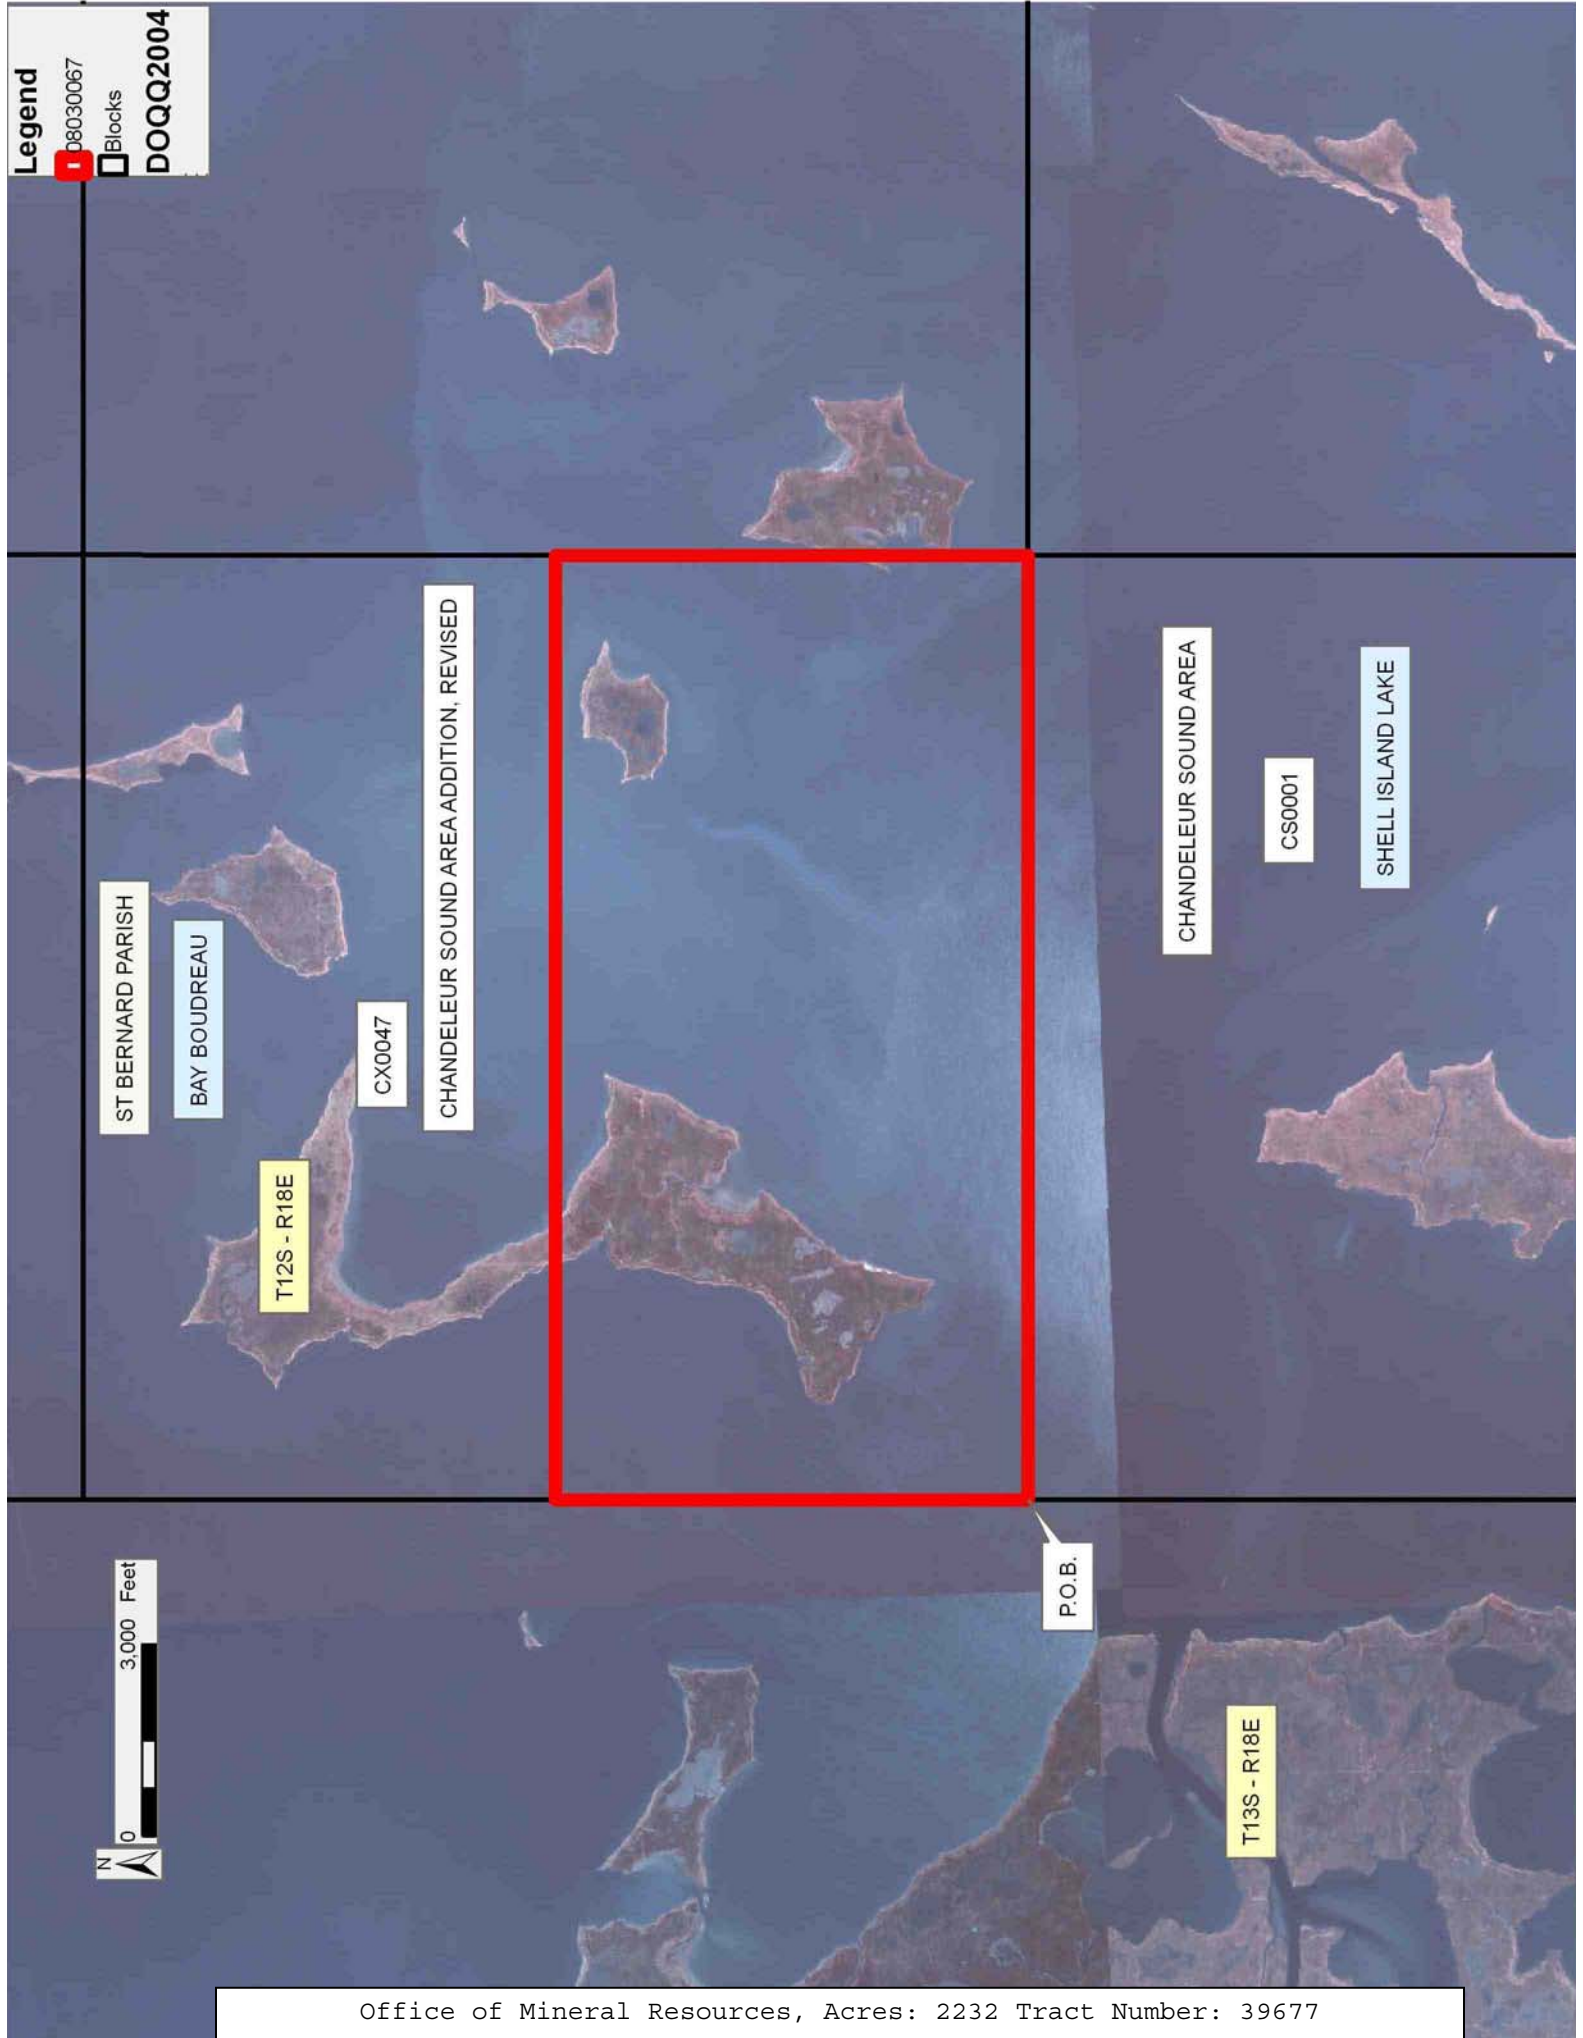 Legend
08030067
Blocks
DOQQ2004
N
0 3,000 Feet
ST BERNARD PARISH
BAY BOUDREAU
T12S - R18E
CX0047
CHANDELEUR SOUND AREA ADDITION, REVISED
P.O.B.
CHANDELEUR SOUND AREA
CS0001
SHELL ISLAND LAKE
T13S - R18E
Office of Mineral Resources, Acres: 2232 Tract Number: 39677